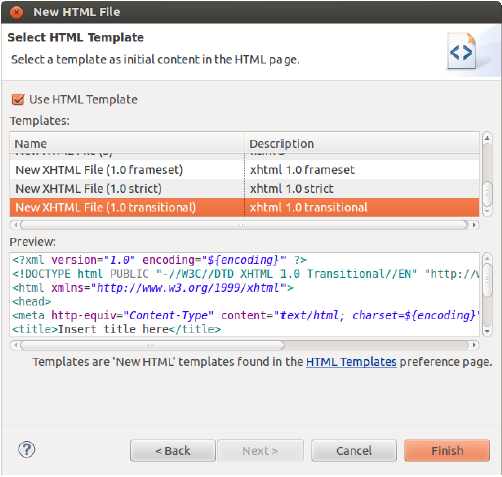 New HTML File
Select HTML Template
Select a template as initial content in the HTML page.
Use HTML Template
Templates:
Name Description
New XHTML File (1.0 frameset) xhtml 1.0 frameset
New XHTML File (1.0 strict) xhtml 1.0 strict
New XHTML File (1.0 transitional) xhtml 1.0 transitional
Preview:
<?xml version="1.0" encoding="${encoding}" ?>
<!DOCTYPE html PUBLIC "-//W3C//DTD XHTML 1.0 Transitional//EN" "http://
<html xmlns="http://www.w3.org/1999/xhtml">
<head>
<meta http-equiv="Content-Type" content="text/html; charset=${encoding}"
<title>Insert title here</title>
Templates are 'New HTML' templates found in the HTML Templates preference page.
? < Back Next > Cancel Finish